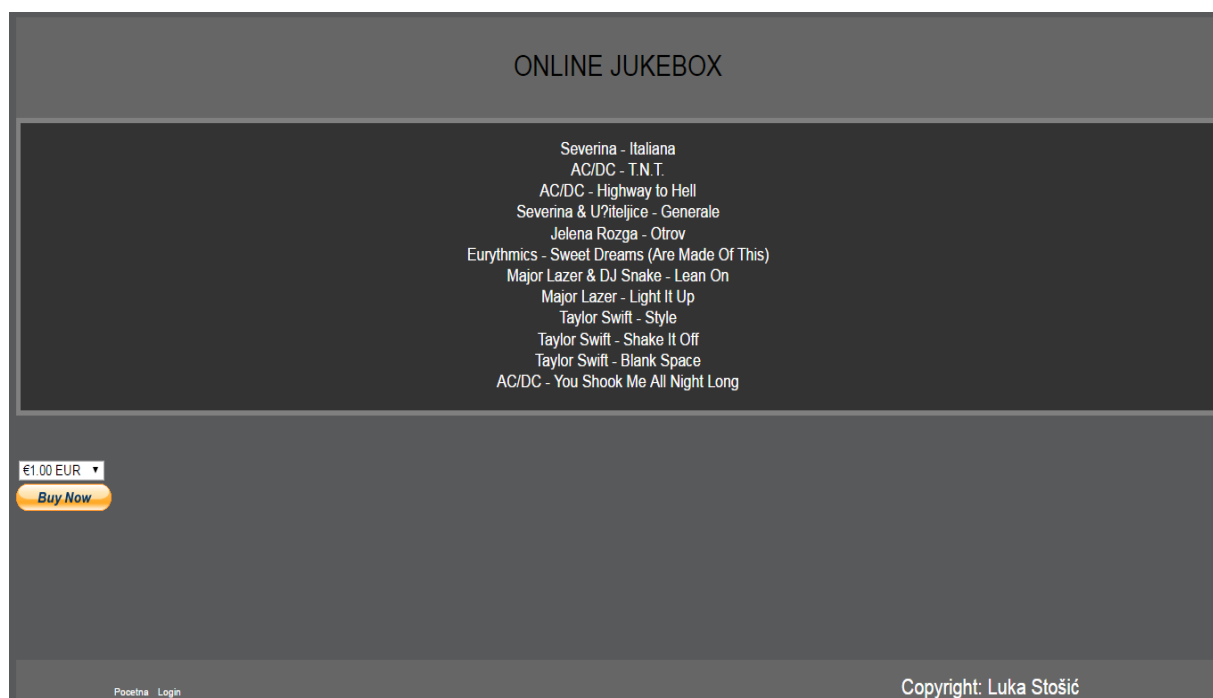 ONLINE JUKEBOX
Severina - Italiana
AC/DC - T.N.T.
AC/DC - Highway to Hell
Severina & U?iteljice - Generale
Jelena Rozga - Otrov
Eurythmics - Sweet Dreams (Are Made Of This)
Major Lazer & DJ Snake - Lean On
Major Lazer - Light It Up
Taylor Swift - Style
Taylor Swift - Shake It Off
Taylor Swift - Blank Space
AC/DC - You Shook Me All Night Long
€1.00 EUR
Buy Now
Pocetna Login
Copyright: Luka Stošić